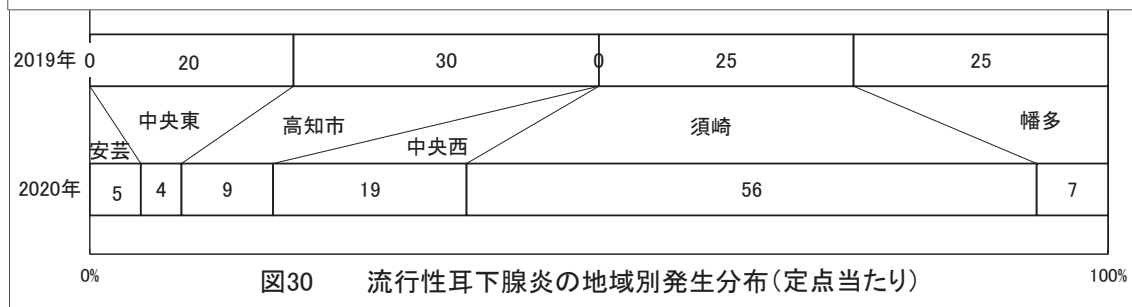 2019年 0 20 30 0 25 25
中央東 高知市 須崎 幡多
安芸 中央西
2020年 5 4 9 19 56 7
0% 100%
図30 流行性耳下腺炎の地域別発生分布(定点当たり)